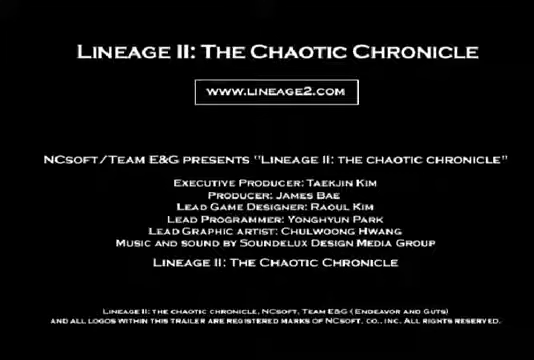 LINEAGE II: THE CHAOTIC CHRONICLE
WWW.LINEAGE2.COM
NCSOFT/TEAM E&G PRESENTS "LINEAGE II: THE CHAOTIC CHRONICLE"
EXECUTIVE PRODUCER: TAEKJIN KIM
PRODUCER: JAMES BAE
LEAD GAME DESIGNER: RAOUL KIM
LEAD PROGRAMMER: YONGHYUN PARK
LEAD GRAPHIC ARTIST: CHULWOONG HWANG
MUSIC AND SOUND BY SOUNDELUX DESIGN MEDIA GROUP
LINEAGE II: THE CHAOTIC CHRONICLE
LINEAGE II: THE CHAOTIC CHRONICLE, NCSOFT, TEAM E&G (ENDEAVOR AND GUTS)
AND ALL LOGOS WITHIN THIS TRAILER ARE REGISTERED MARKS OF NCSOFT. CO., INC. ALL RIGHTS RESERVED.